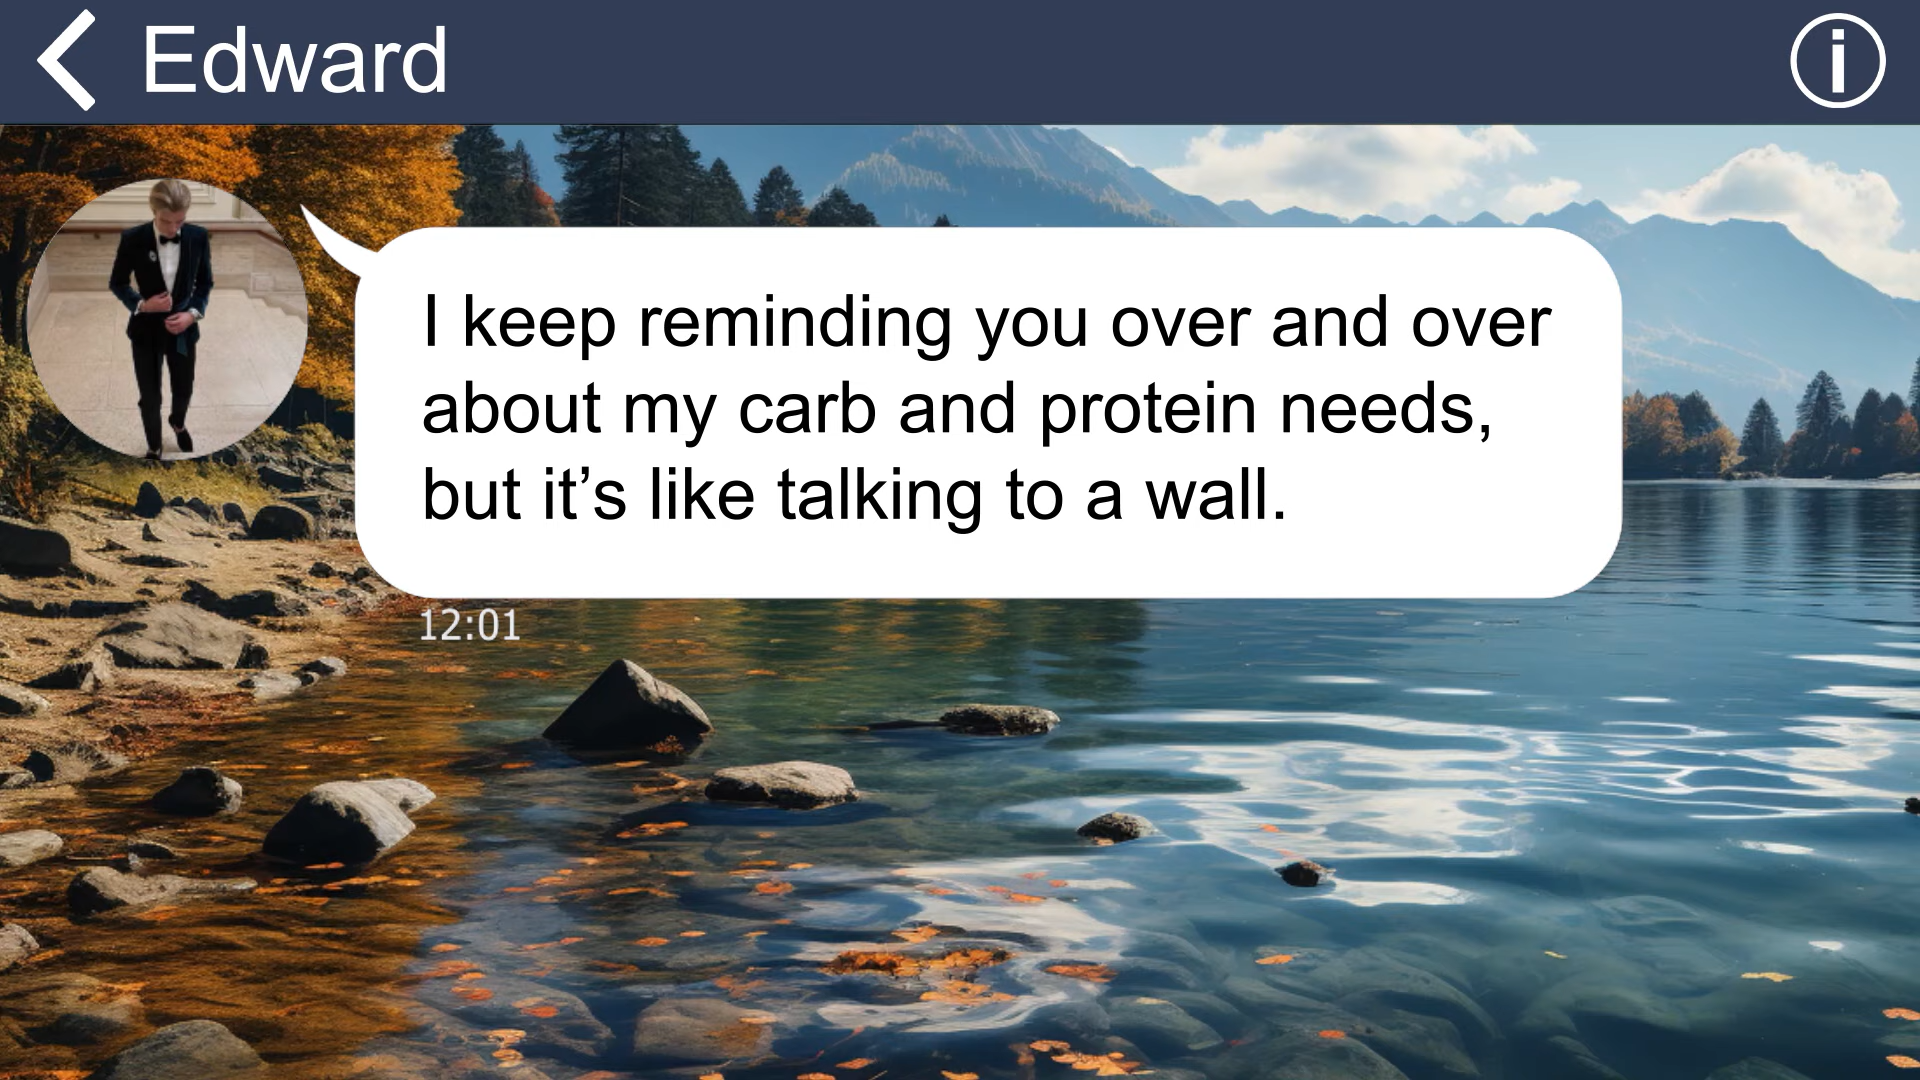 Edward
I keep reminding you over and over
about my carb and protein needs,
but it’s like talking to a wall.
12:01